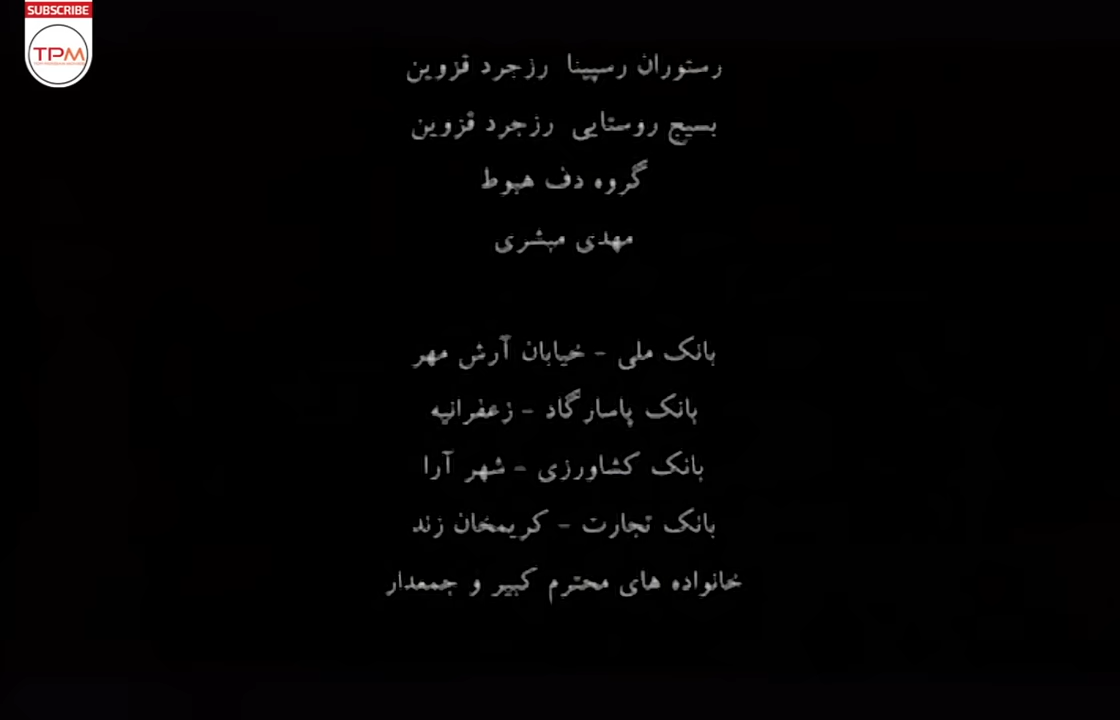 SUBSCRIBE
TPM
رستوران رسپینا رزجرد قزوین
بسیج روستایی رزجرد قزوین
گروه دف هبوط
مهدی مبشری
بانک ملی - خیابان آرش مهر
بانک پاسارگاد - زعفرانیه
بانک کشاورزی - شهر آرا
بانک تجارت - کریمخان زند
خانواده های محترم کبیر و جمعدار